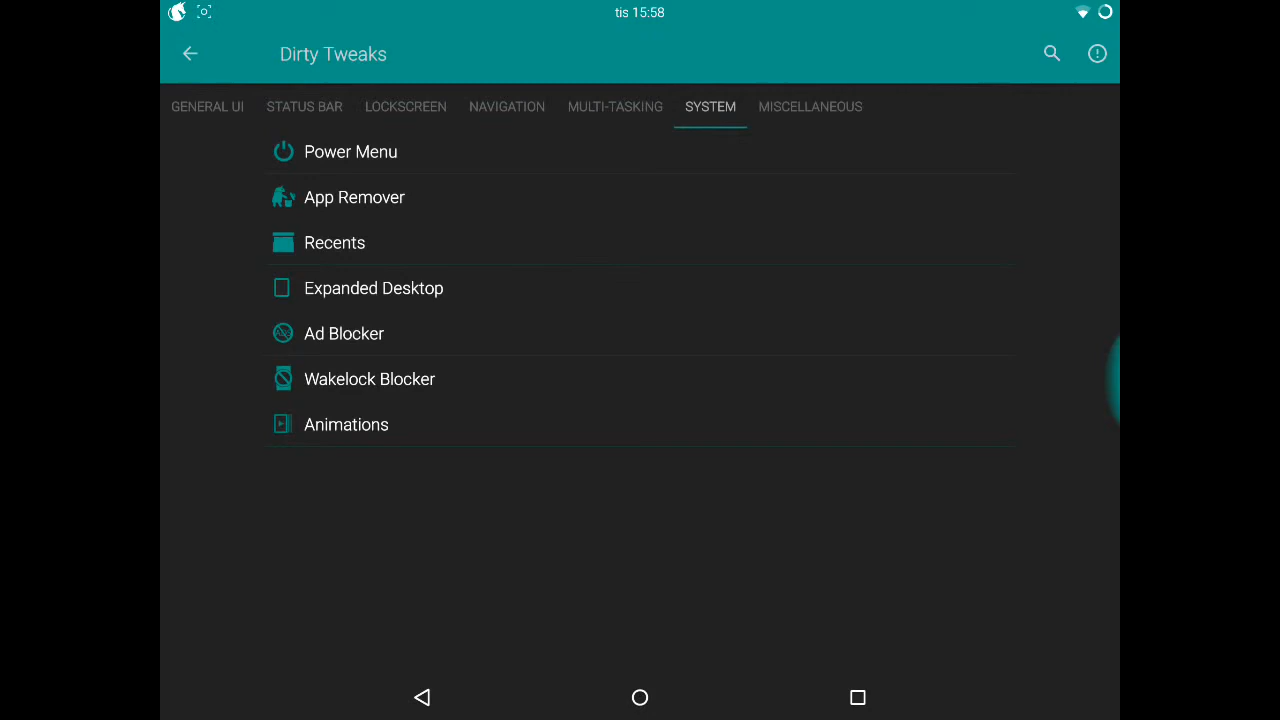 tis 15:58
Dirty Tweaks
GENERAL UI STATUS BAR LOCKSCREEN NAVIGATION MULTI-TASKING SYSTEM MISCELLANEOUS
Power Menu
App Remover
Recents
Expanded Desktop
Ad Blocker
Wakelock Blocker
Animations